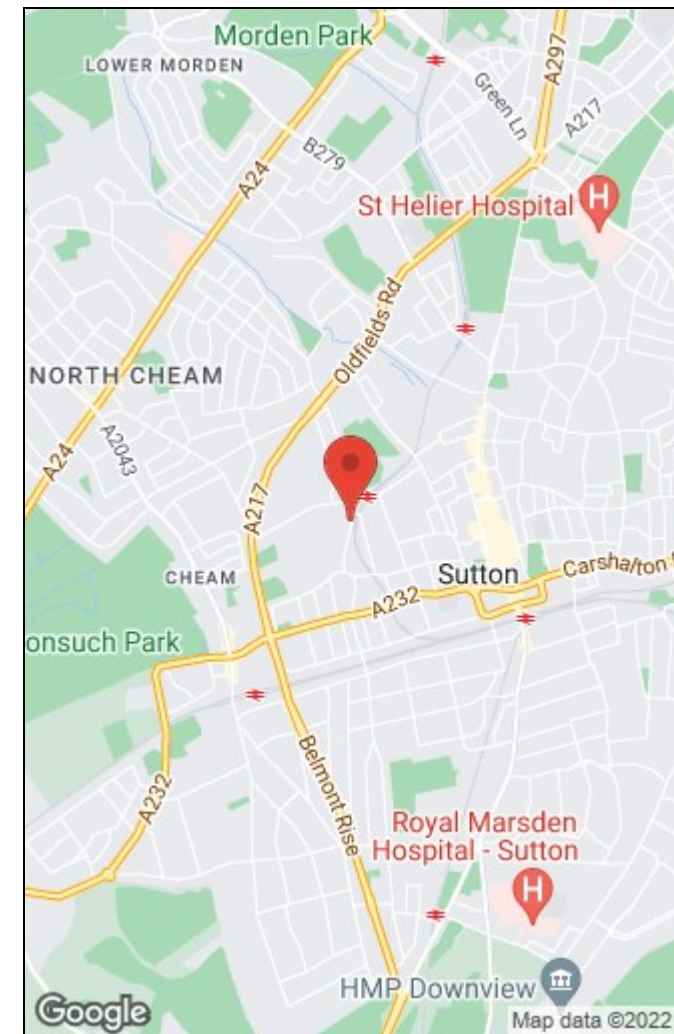 Morden Park
LOWER MORDEN
A297
Green Ln
A217
B279
A24
St Helier Hospital
H
Oldfields Rd
NORTH CHEAM
A2043
A24
A217
CHEAM
Sutton
Carshalton
A232
onsuch Park
A232
Belmont Rise
Royal Marsden
Hospital - Sutton
H
HMP Downview
Google
Map data ©2022